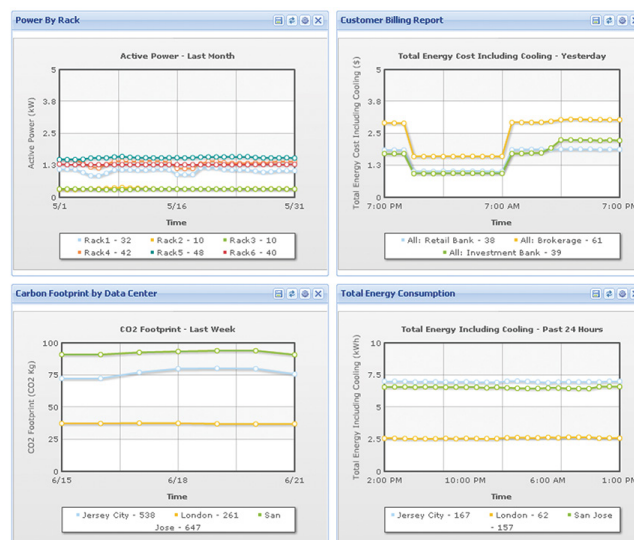 Power By Rack
Active Power - Last Month
Active Power (kW)
5
3.8
2.5
1.3
0
5/1 5/16 5/31
Time
Rack1 - 32 Rack2 - 10 Rack3 - 10
Rack4 - 42 Rack5 - 48 Rack6 - 40
Customer Billing Report
Total Energy Cost Including Cooling - Yesterday
Total Energy Cost Including Cooling ($)
5
3.8
2.5
1.3
0
7:00 PM 7:00 AM 7:00 PM
Time
All: Retail Bank - 38 All: Brokerage - 61
All: Investment Bank - 39
Carbon Footprint by Data Center
CO2 Footprint - Last Week
CO2 Footprint (CO2 Kg)
100
75
50
25
0
6/15 6/18 6/21
Time
Jersey City - 538 London - 261 San
Jose - 647
Total Energy Consumption
Total Energy Including Cooling - Past 24 Hours
Total Energy Including Cooling (kWh)
10
7.5
5
2.5
0
2:00 PM 10:00 PM 6:00 AM 1:00 PM
Time
Jersey City - 167 London - 62 San Jose
- 157